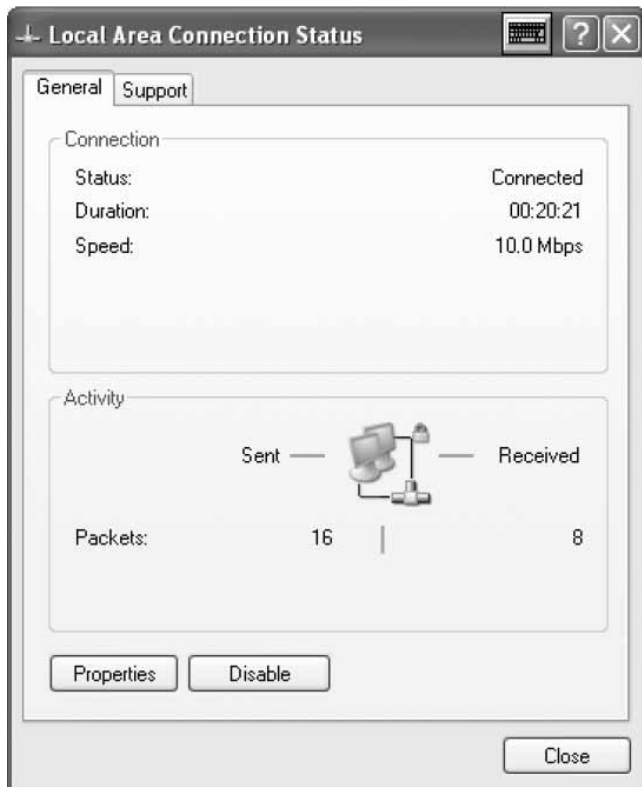 Local Area Connection Status ?
General Support
Connection
Status: Connected
Duration: 00:20:21
Speed: 10.0 Mbps
Activity
Sent Received
Packets: 16 8
Properties Disable
Close